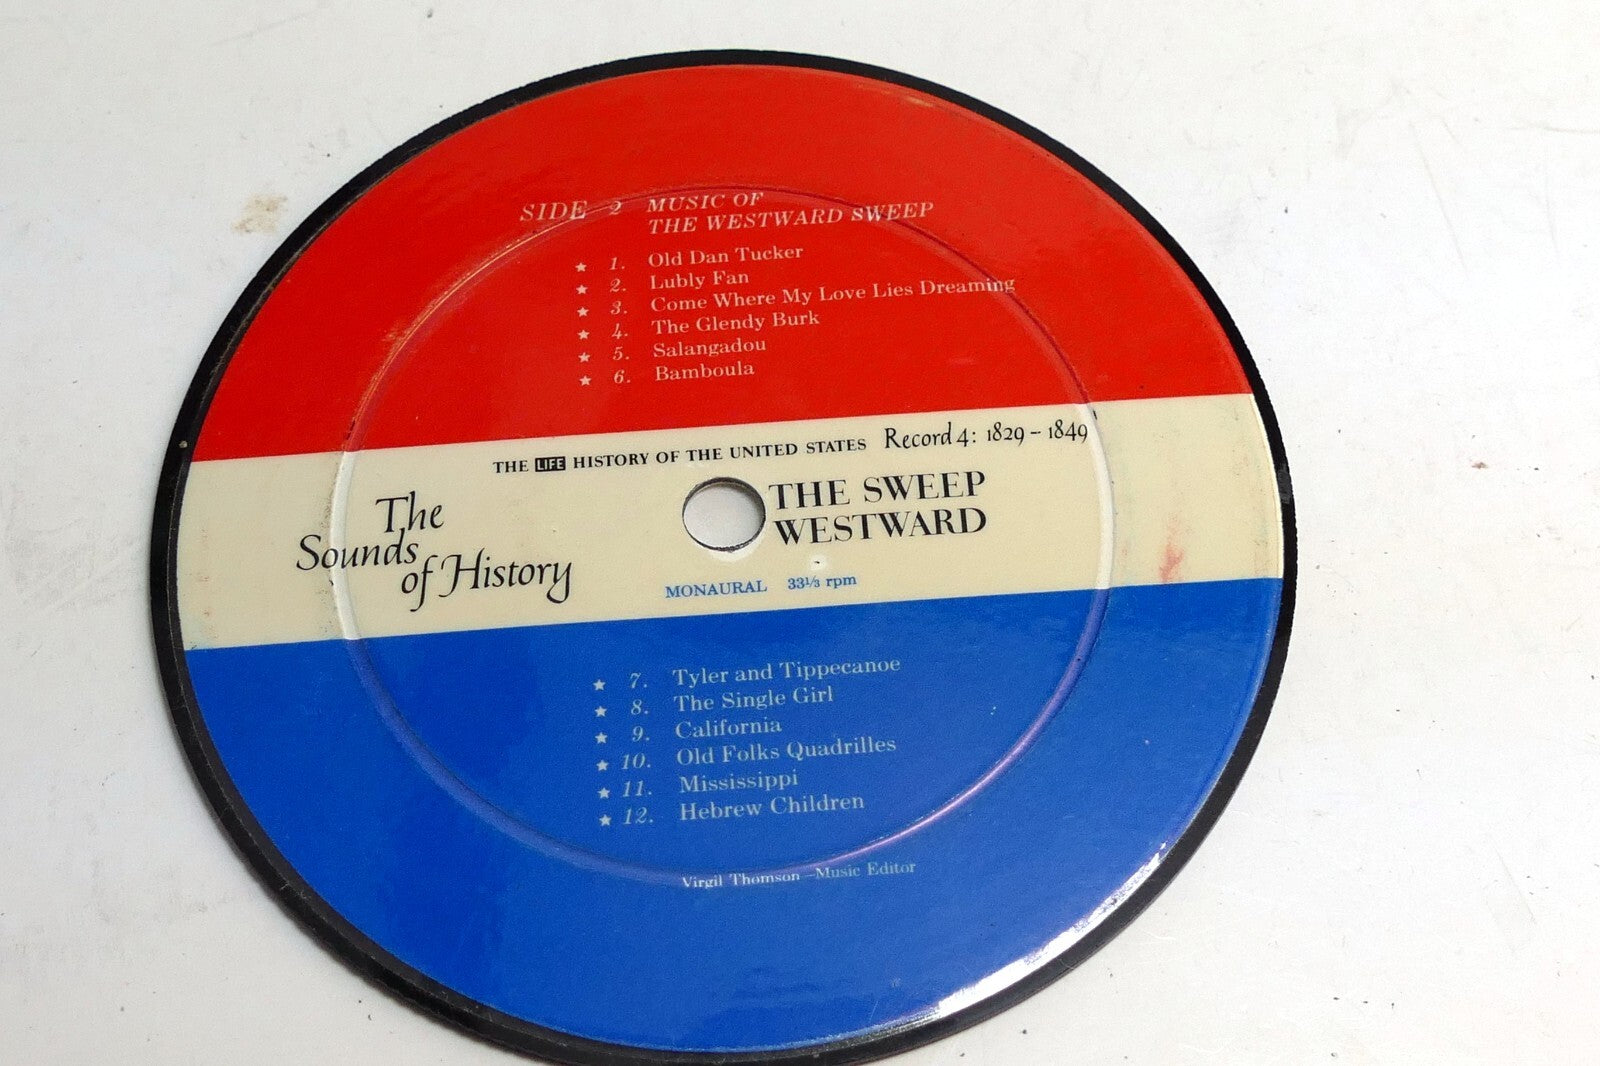 SIDE 2 MUSIC OF
THE WESTWARD SWEEP
★ 1. Old Dan Tucker
★ 2. Lubly Fan
★ 3. Come Where My Love Lies Dreaming
★ 4. The Glendy Burk
★ 5. Salangadou
★ 6. Bamboula
THE LIFE HISTORY OF THE UNITED STATES Record 4: 1829 – 1849
The
Sounds
of History
THE SWEEP
WESTWARD
MONAURAL 33⅓ rpm
★ 7. Tyler and Tippecanoe
★ 8. The Single Girl
★ 9. California
★ 10. Old Folks Quadrilles
★ 11. Mississippi
★ 12. Hebrew Children
Virgil Thomson—Music Editor